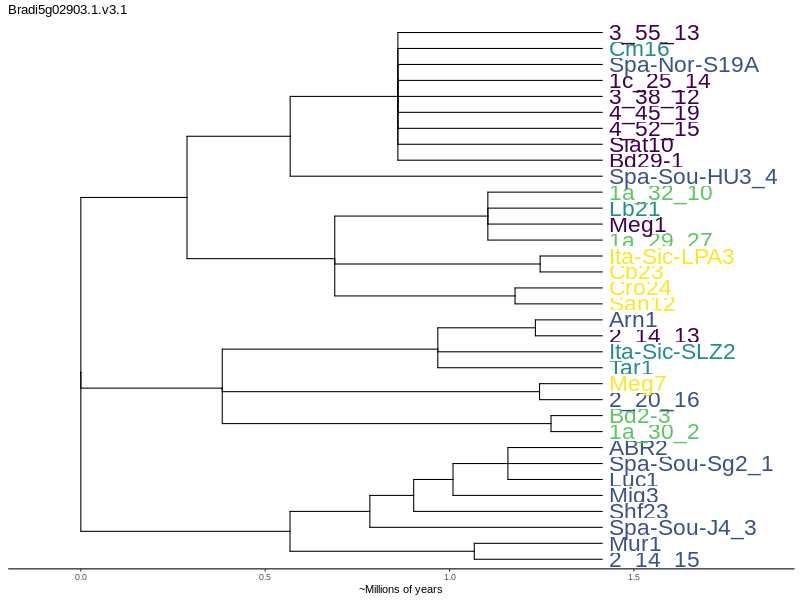 Bradi5g02903.1.v3.1
3_55_13
Cm16
Spa-Nor-S19A
1c_25_14
3_38_12
4_45_19
4_52_15
Slat10
Bd29-1
Spa-Sou-HU3_4
1a_32_10
Lb21
Meg1
1a_29_27
Ita-Sic-LPA3
Cb23
Cro24
San12
Arn1
2_14_13
Ita-Sic-SLZ2
Tar1
Meg7
2_20_16
Bd2-3
1a_30_2
ABR2
Spa-Sou-Sg2_1
Luc1
Mig3
Shf23
Spa-Sou-J4_3
Mur1
2_14_15
0.0 0.5 1.0 1.5
~Millions of years